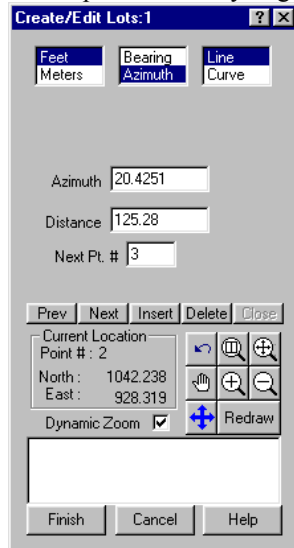 Create/Edit Lots:1 ? ×
Feet Bearing Line
Meters Azimuth Curve
Azimuth 20.4251
Distance 125.28
Next Pt. # 3
Prev Next Insert Delete Close
Current Location
Point # : 2
North : 1042.238
East : 928.319
Dynamic Zoom Redraw
Finish Cancel Help